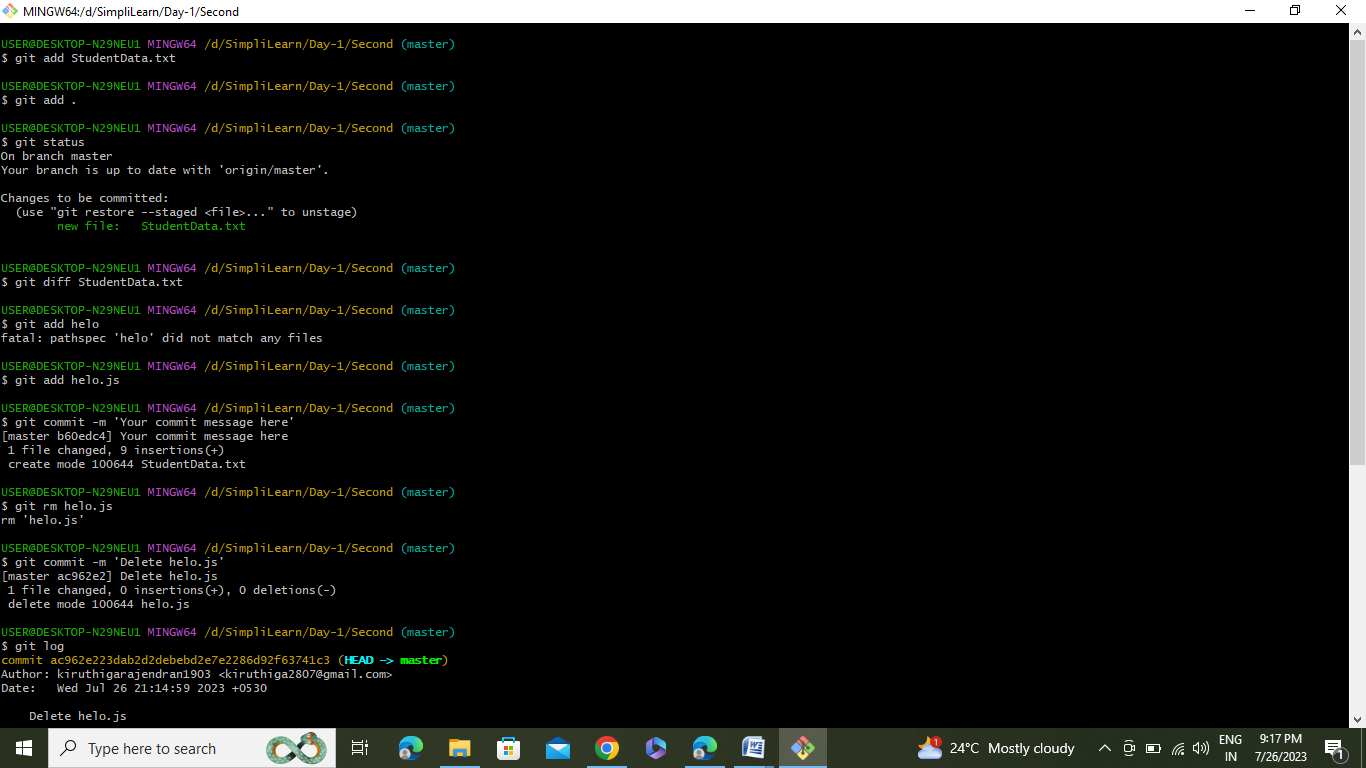 MINGW64:/d/SimpliLearn/Day-1/Second
USER@DESKTOP-N29NEU1 MINGW64 /d/SimpliLearn/Day-1/Second (master)
$ git add StudentData.txt
USER@DESKTOP-N29NEU1 MINGW64 /d/SimpliLearn/Day-1/Second (master)
$ git add .
USER@DESKTOP-N29NEU1 MINGW64 /d/SimpliLearn/Day-1/Second (master)
$ git status
On branch master
Your branch is up to date with 'origin/master'.
Changes to be committed:
  (use "git restore --staged <file>..." to unstage)
        new file:   StudentData.txt
USER@DESKTOP-N29NEU1 MINGW64 /d/SimpliLearn/Day-1/Second (master)
$ git diff StudentData.txt
USER@DESKTOP-N29NEU1 MINGW64 /d/SimpliLearn/Day-1/Second (master)
$ git add helo
fatal: pathspec 'helo' did not match any files
USER@DESKTOP-N29NEU1 MINGW64 /d/SimpliLearn/Day-1/Second (master)
$ git add helo.js
USER@DESKTOP-N29NEU1 MINGW64 /d/SimpliLearn/Day-1/Second (master)
$ git commit -m 'Your commit message here'
[master b60edc4] Your commit message here
 1 file changed, 9 insertions(+)
 create mode 100644 StudentData.txt
USER@DESKTOP-N29NEU1 MINGW64 /d/SimpliLearn/Day-1/Second (master)
$ git rm helo.js
rm 'helo.js'
USER@DESKTOP-N29NEU1 MINGW64 /d/SimpliLearn/Day-1/Second (master)
$ git commit -m 'Delete helo.js'
[master ac962e2] Delete helo.js
 1 file changed, 0 insertions(+), 0 deletions(-)
 delete mode 100644 helo.js
USER@DESKTOP-N29NEU1 MINGW64 /d/SimpliLearn/Day-1/Second (master)
$ git log
commit ac962e223dab2d2debebd2e7e2286d92f63741c3 (HEAD -> master)
Author: kiruthigarajendran1903 <kiruthiga2807@gmail.com>
Date:   Wed Jul 26 21:14:59 2023 +0530
    Delete helo.js
Type here to search
1
24°C Mostly cloudy
ENG
IN
9:17 PM
7/26/2023
1